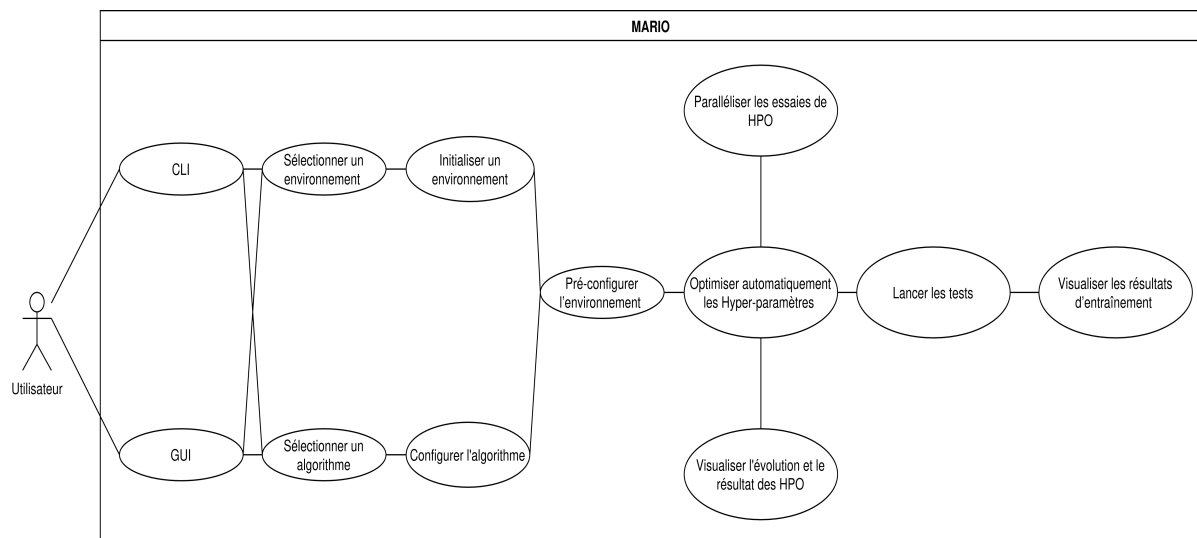 MARIO
Paralléliser les essaies de
HPO
CLI
Sélectionner un
environnement
Initialiser un
environnement
Pré-configurer
l'environnement
Optimiser automatiquement
les Hyper-paramètres
Lancer les tests
Visualiser les résultats
d'entraînement
Utilisateur
GUI
Sélectionner un
algorithme
Configurer l'algorithme
Visualiser l'évolution et le
résultat des HPO